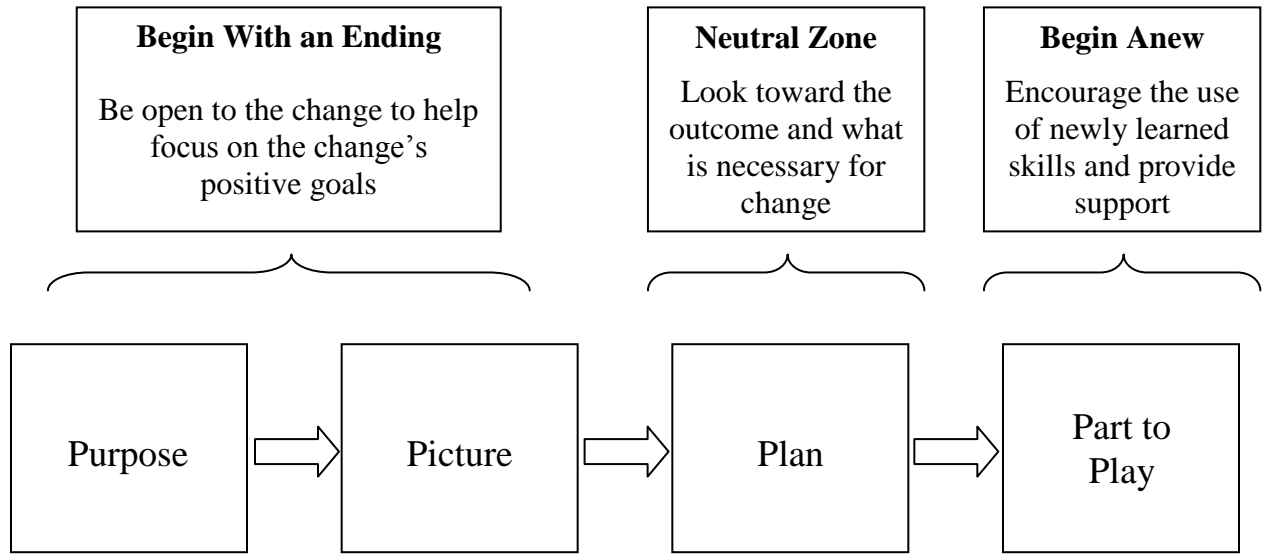 Begin With an Ending
Be open to the change to help
focus on the change’s
positive goals
Neutral Zone
Look toward the
outcome and what
is necessary for
change
Begin Anew
Encourage the use
of newly learned
skills and provide
support
Purpose
Picture
Plan
Part to
Play